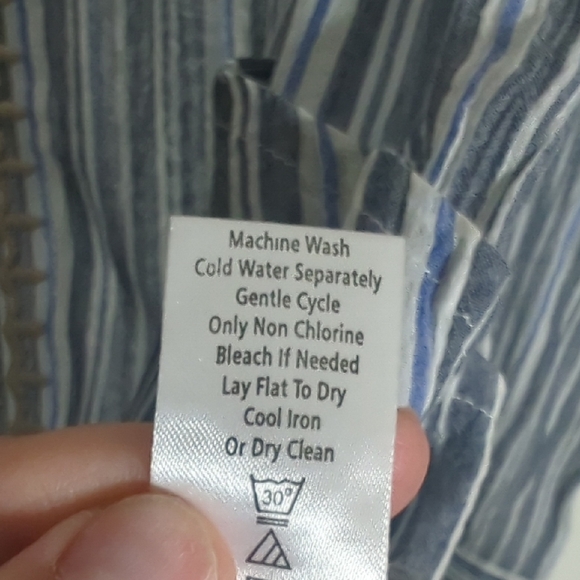 Machine Wash
Cold Water Separately
Gentle Cycle
Only Non Chlorine
Bleach If Needed
Lay Flat To Dry
Cool Iron
Or Dry Clean
30°